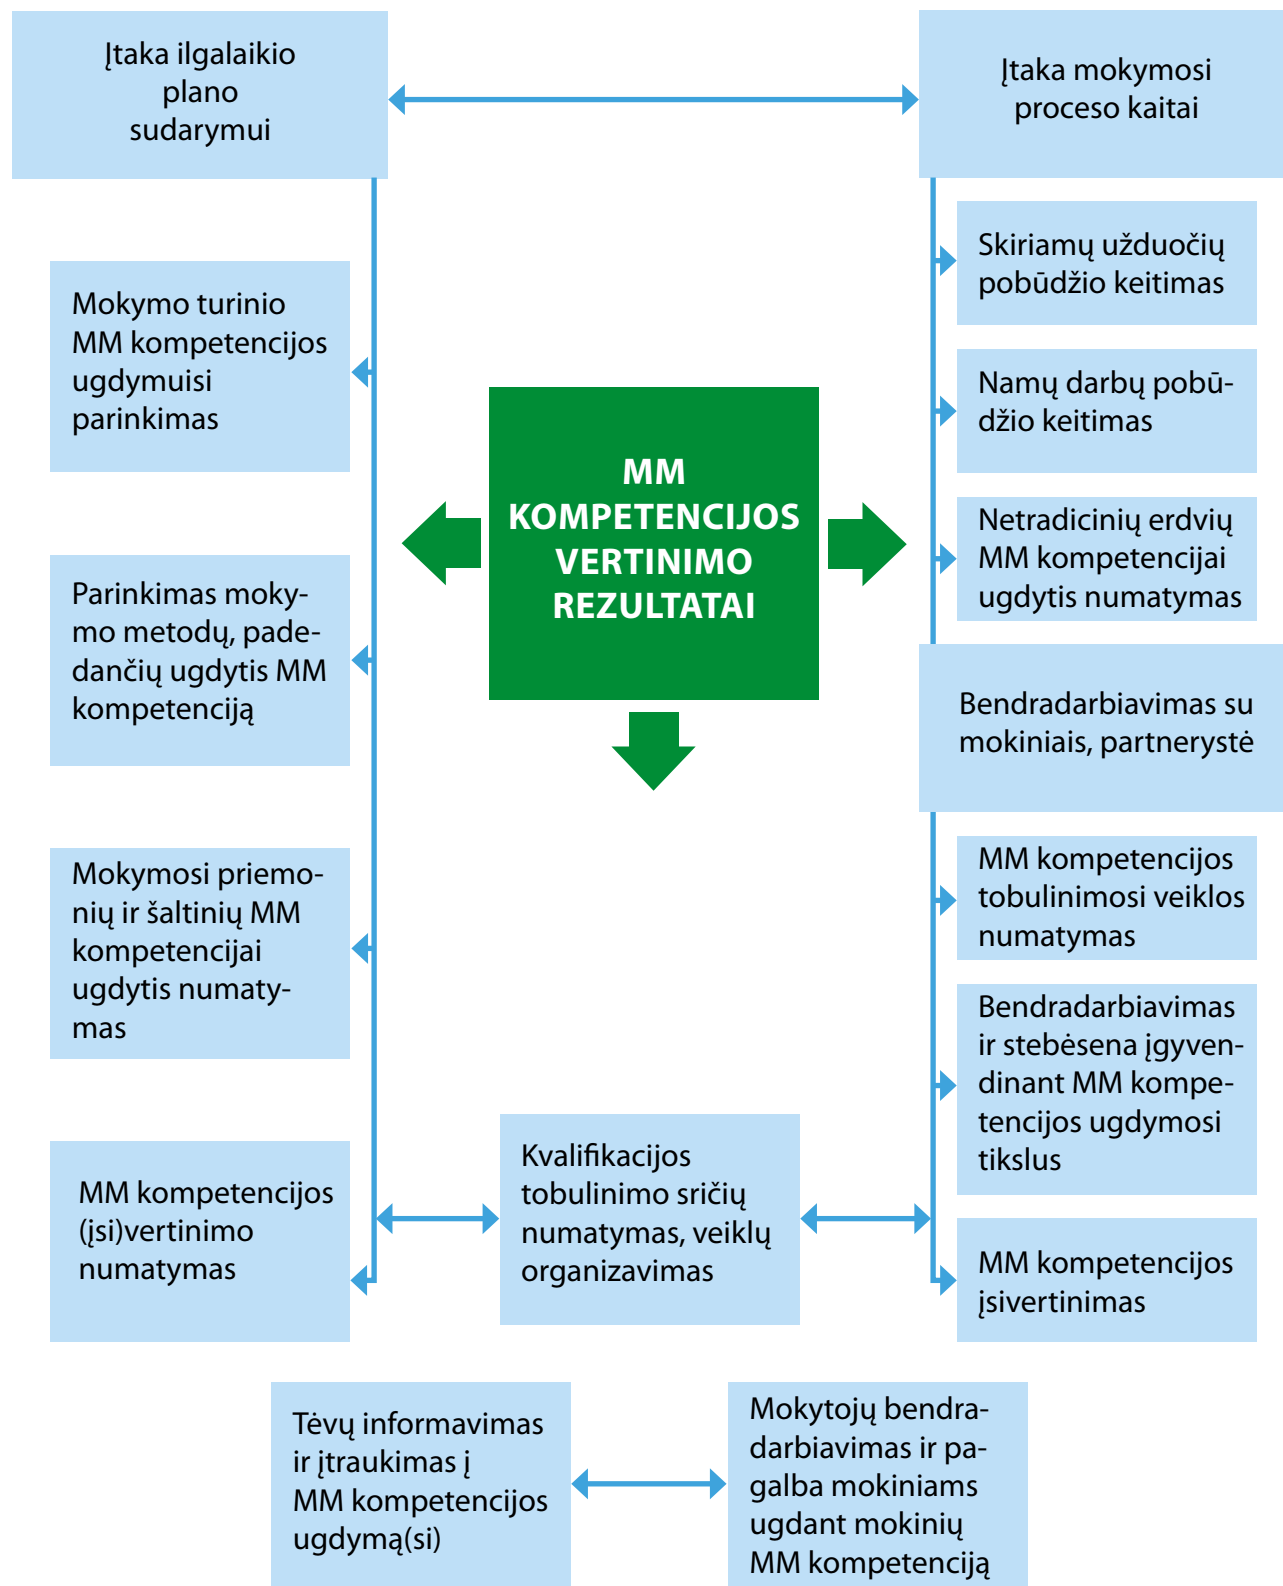 Įtaka ilgalaikio
plano
sudarymui
Įtaka mokymosi
proceso kaitai
Skiriamų užduočių
pobūdžio keitimas
Mokymo turinio
MM kompetencijos
ugdymuisi
parinkimas
Namų darbų pobū-
džio keitimas
MM
KOMPETENCIJOS
VERTINIMO
REZULTATAI
Netradicinių erdvių
MM kompetencijai
ugdytis numatymas
Parinkimas moky-
mo metodų, pade-
dančių ugdytis MM
kompetenciją
Bendradarbiavimas su
mokiniais, partnerystė
Mokymosi priemo-
nių ir šaltinių MM
kompetencijai
ugdytis numaty-
mas
MM kompetencijos
tobulinimosi veiklos
numatymas
Bendradarbiavimas
ir stebėsena įgyven-
dinant MM kompe-
tencijos ugdymosi
tikslus
MM kompetencijos
(įsi)vertinimo
numatymas
Kvalifikacijos
tobulinimo sričių
numatymas, veiklų
organizavimas
MM kompetencijos
įsivertinimas
Tėvų informavimas
ir įtraukimas į
MM kompetencijos
ugdymą(si)
Mokytojų bendra-
darbiavimas ir pa-
galba mokiniams
ugdant mokinių
MM kompetenciją